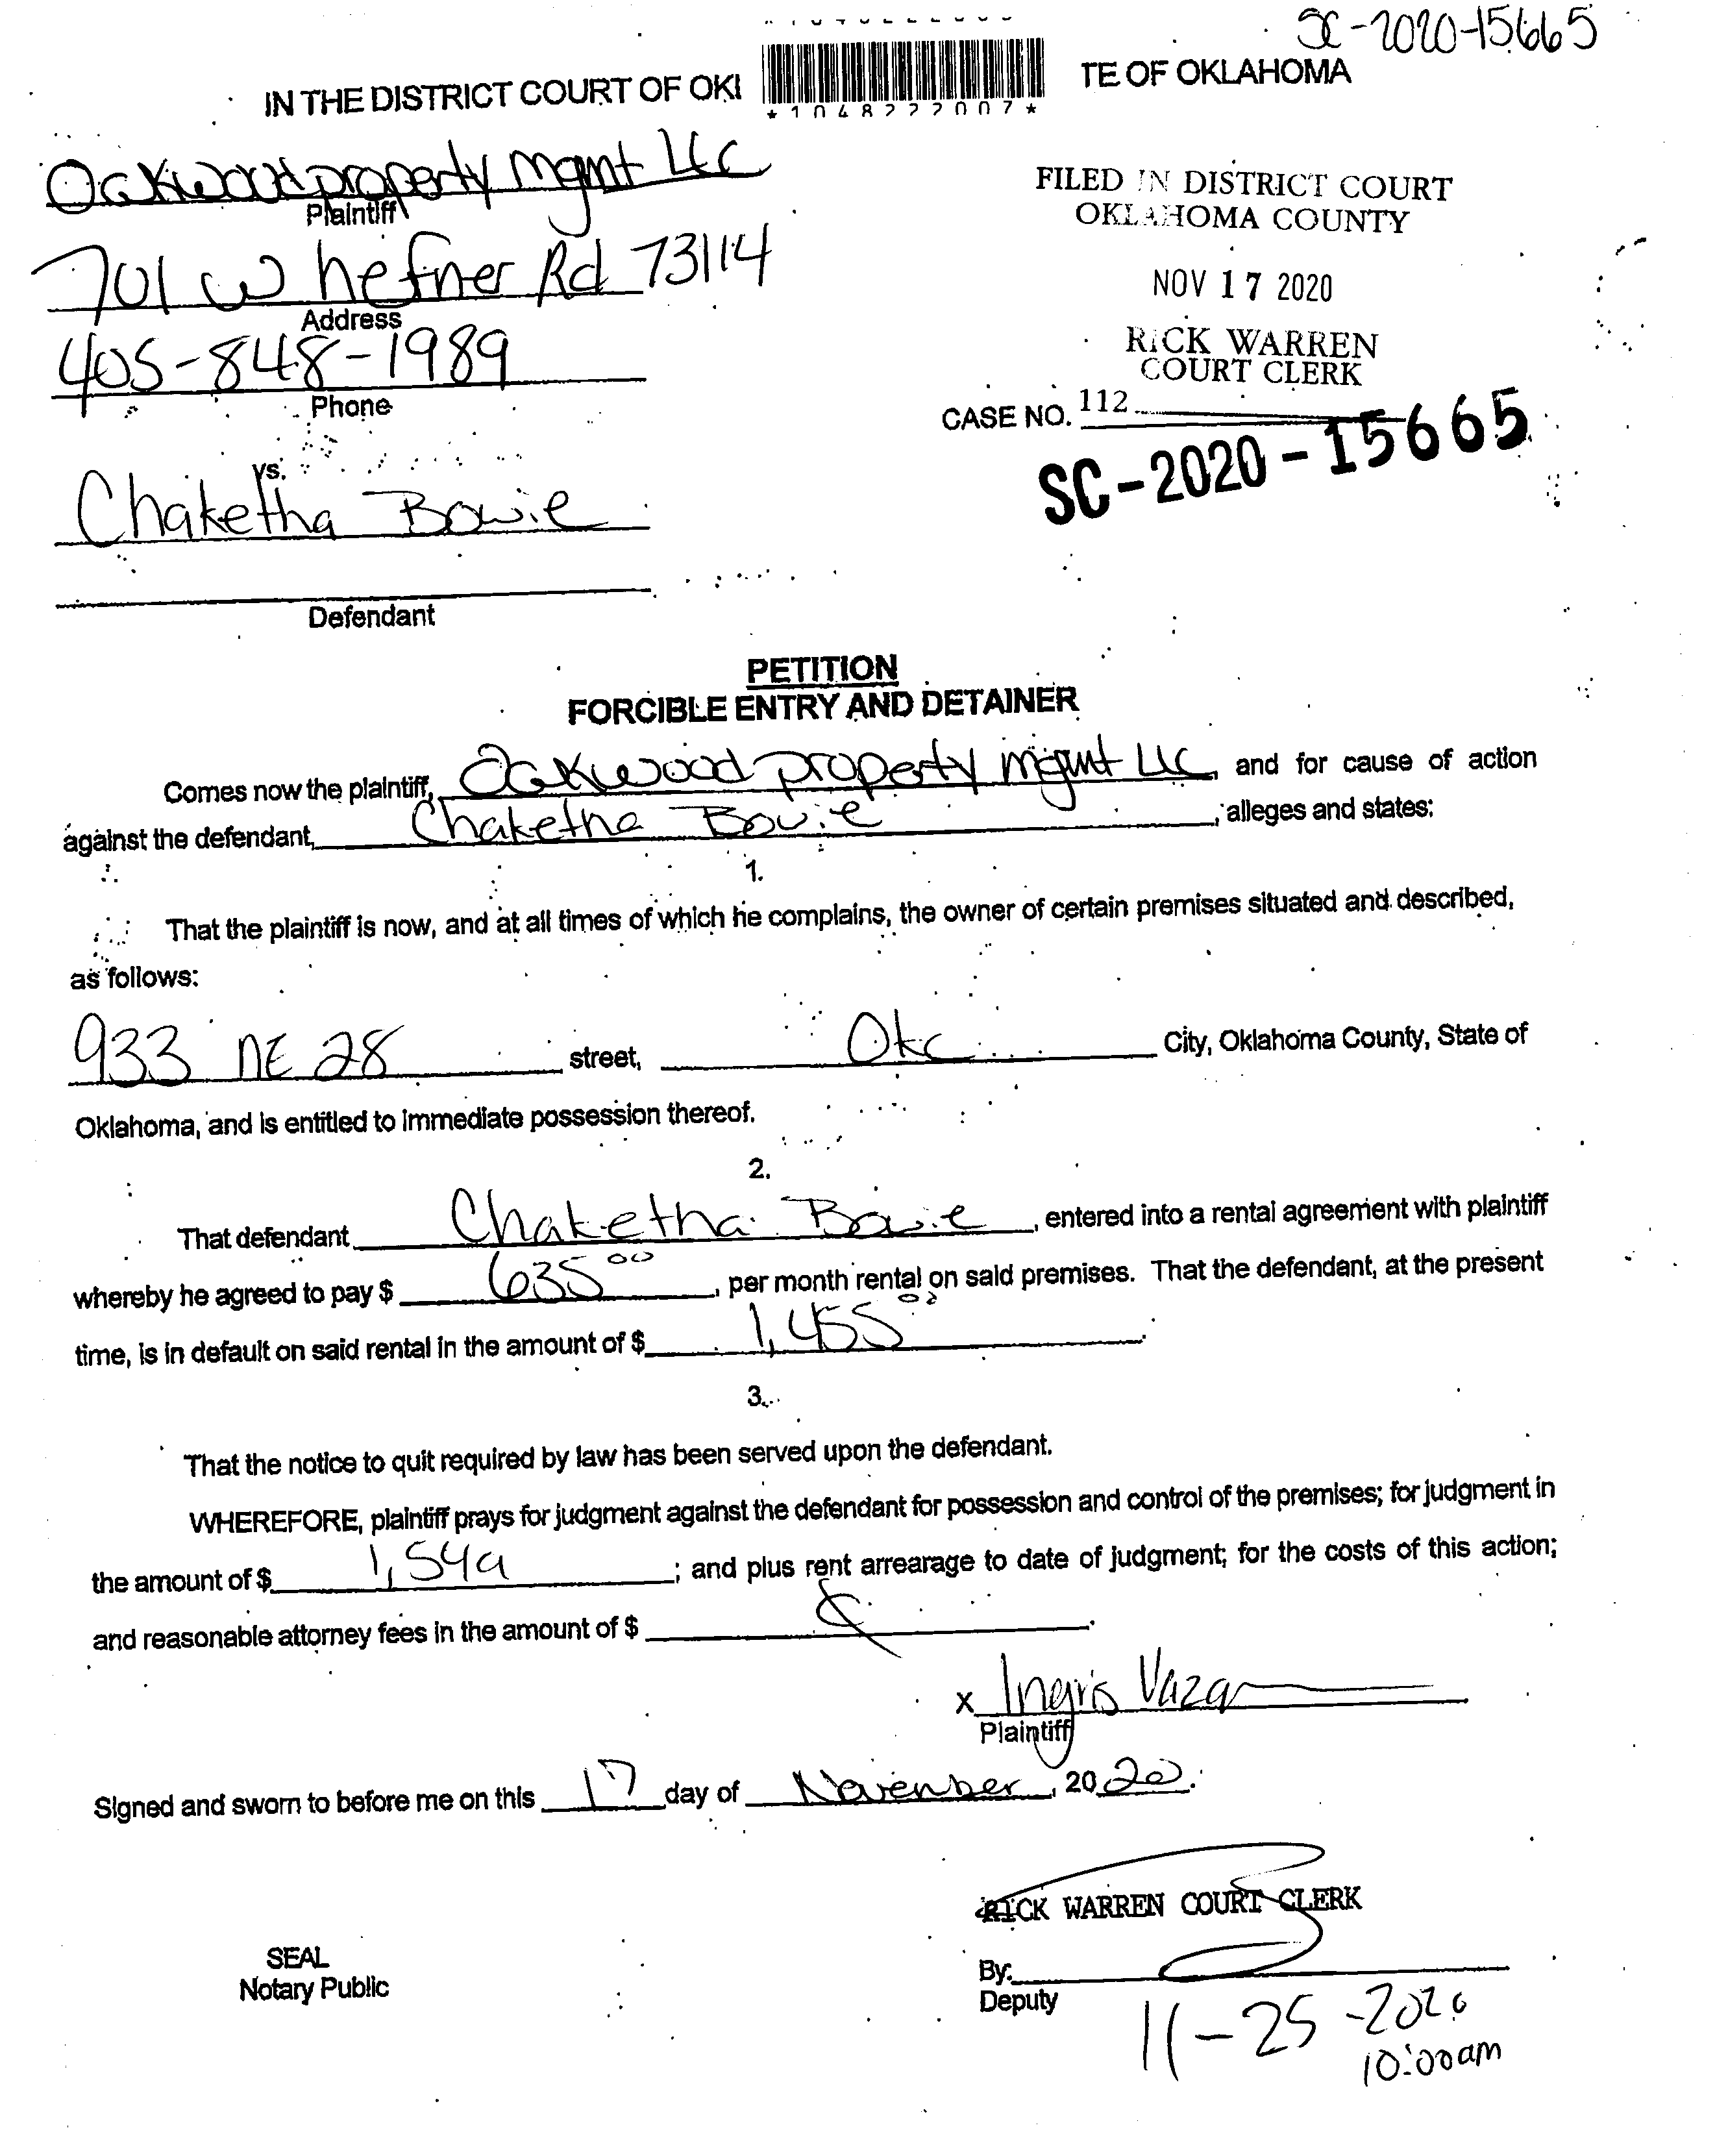 SC-2020-15665
IN THE DISTRICT COURT OF OKL TE OF OKLAHOMA
*1048222007*
Oakwood property mgmt LLC
Plaintiff
701 W hefner Rd 73114
Address
405-848-1989
Phone
FILED IN DISTRICT COURT
OKLAHOMA COUNTY
NOV 17 2020
RICK WARREN
COURT CLERK
CASE NO. 112
SC-2020-15665
vs.
Chaketha Bowie
Defendant
PETITION
FORCIBLE ENTRY AND DETAINER
Comes now the plaintiff, Oakwood property mgmt LLC, and for cause of action
against the defendant, Chaketha Bowie, alleges and states:
1.
That the plaintiff is now, and at all times of which he complains, the owner of certain premises situated and described,
as follows:
933 NE 28 street, Okc City, Oklahoma County, State of
Oklahoma, and is entitled to immediate possession thereof.
2.
That defendant Chaketha Bowie, entered into a rental agreement with plaintiff
whereby he agreed to pay $ 635 00, per month rental on said premises. That the defendant, at the present
time, is in default on said rental in the amount of $ 1,455 00.
3.
That the notice to quit required by law has been served upon the defendant.
WHEREFORE, plaintiff prays for judgment against the defendant for possession and control of the premises; for judgment in
the amount of $ 1,549; and plus rent arrearage to date of judgment; for the costs of this action;
and reasonable attorney fees in the amount of $ .
X Ingris
Plaintiff
Signed and sworn to before me on this 17 day of November, 2020.
RICK WARREN COURT CLERK
SEAL
Notary Public
By:
Deputy
11-25-2020
10:00am